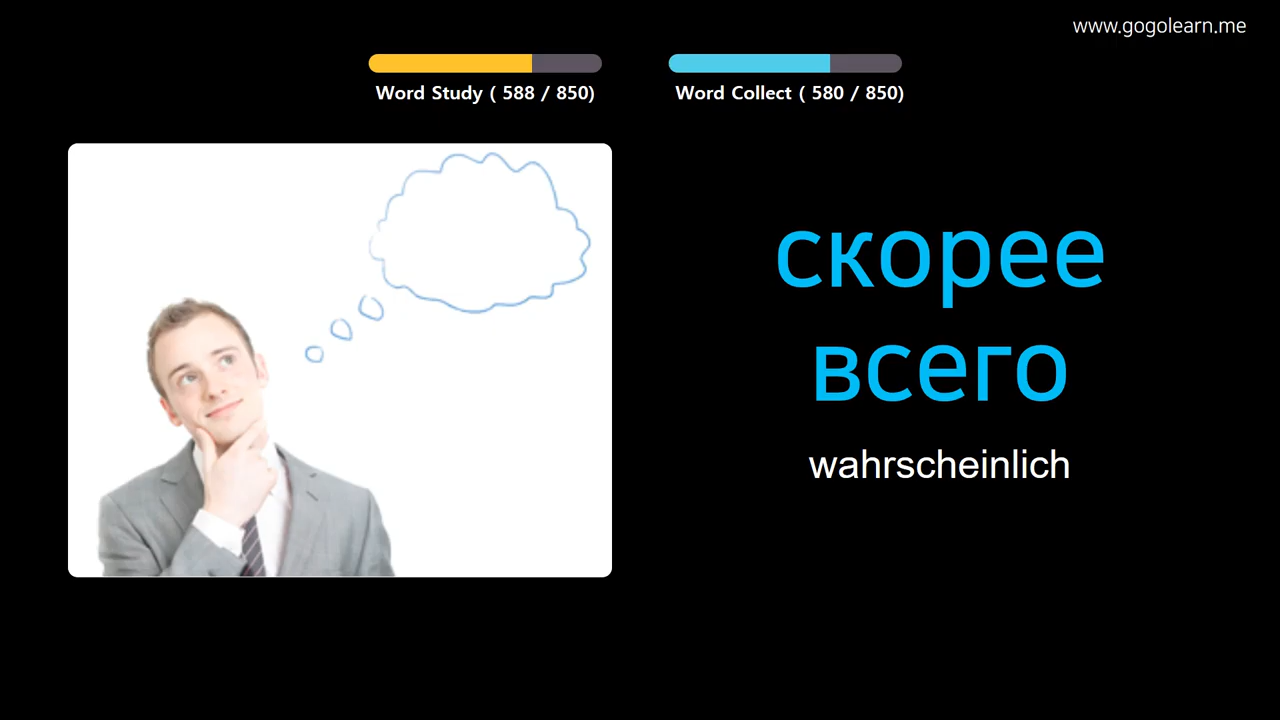 www.gogolearn.me
Word Study ( 588 / 850)
Word Collect ( 580 / 850)
скорее
всего
wahrscheinlich